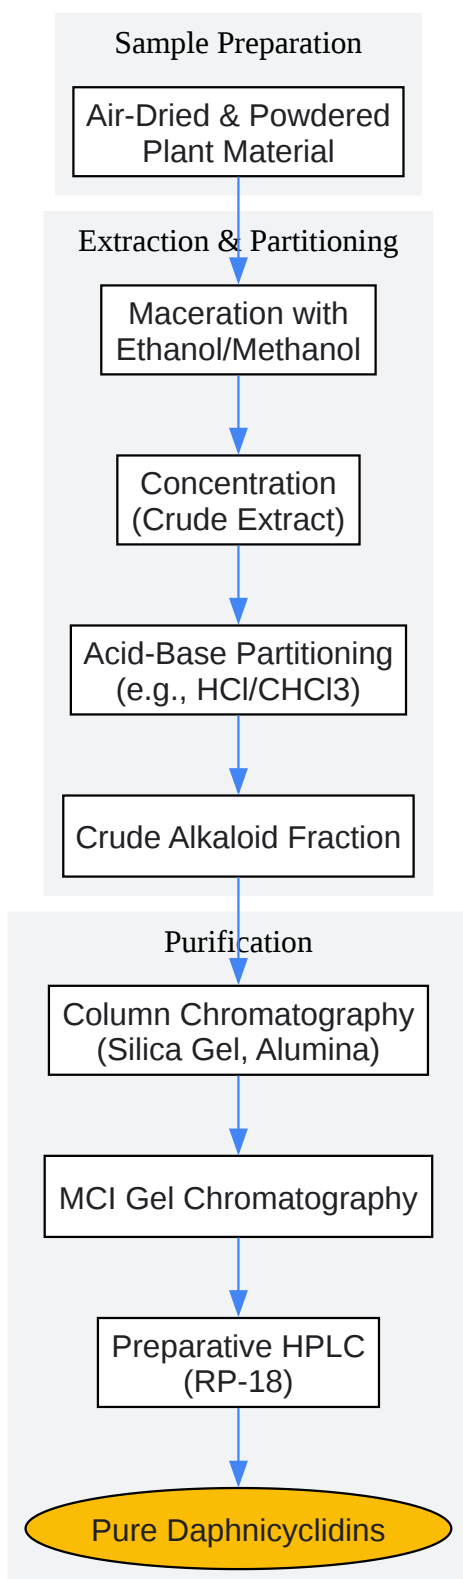 Sample Preparation
Air-Dried & Powdered
Plant Material
Extraction & Partitioning
Maceration with
Ethanol/Methanol
Concentration
(Crude Extract)
Acid-Base Partitioning
(e.g., HCl/CHCl3)
Crude Alkaloid Fraction
Purification
Column Chromatography
(Silica Gel, Alumina)
MCI Gel Chromatography
Preparative HPLC
(RP-18)
Pure Daphnicyclidins